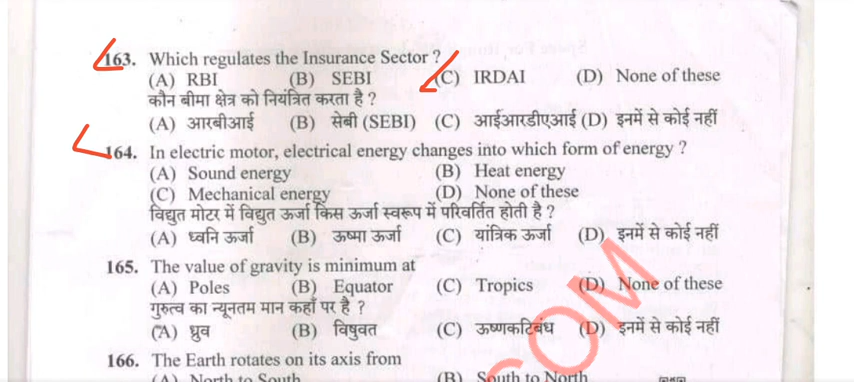 163. Which regulates the Insurance Sector ?
(A) RBI (B) SEBI (C) IRDAI (D) None of these
कौन बीमा क्षेत्र को नियंत्रित करता है ?
(A) आरबीआई (B) सेबी (SEBI) (C) आईआरडीएआई (D) इनमें से कोई नहीं
164. In electric motor, electrical energy changes into which form of energy ?
(A) Sound energy (B) Heat energy
(C) Mechanical energy (D) None of these
विद्युत मोटर में विद्युत ऊर्जा किस ऊर्जा स्वरूप में परिवर्तित होती है ?
(A) ध्वनि ऊर्जा (B) ऊष्मा ऊर्जा (C) यांत्रिक ऊर्जा (D) इनमें से कोई नहीं
165. The value of gravity is minimum at
(A) Poles (B) Equator (C) Tropics (D) None of these
गुरुत्व का न्यूनतम मान कहाँ पर है ?
(A) ध्रुव (B) विषुवत (C) ऊष्णकटिबंध (D) इनमें से कोई नहीं
166. The Earth rotates on its axis from
(A) North to South (B) South to North
COM